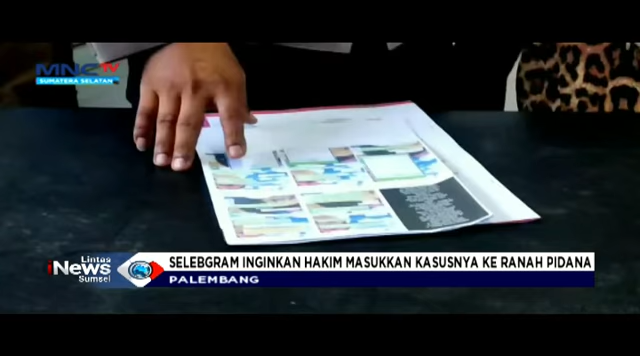 MNCTV
SUMATERA SELATAN
Lintas
iNews
Sumsel
SELEBGRAM INGINKAN HAKIM MASUKKAN KASUSNYA KE RANAH PIDANA
PALEMBANG